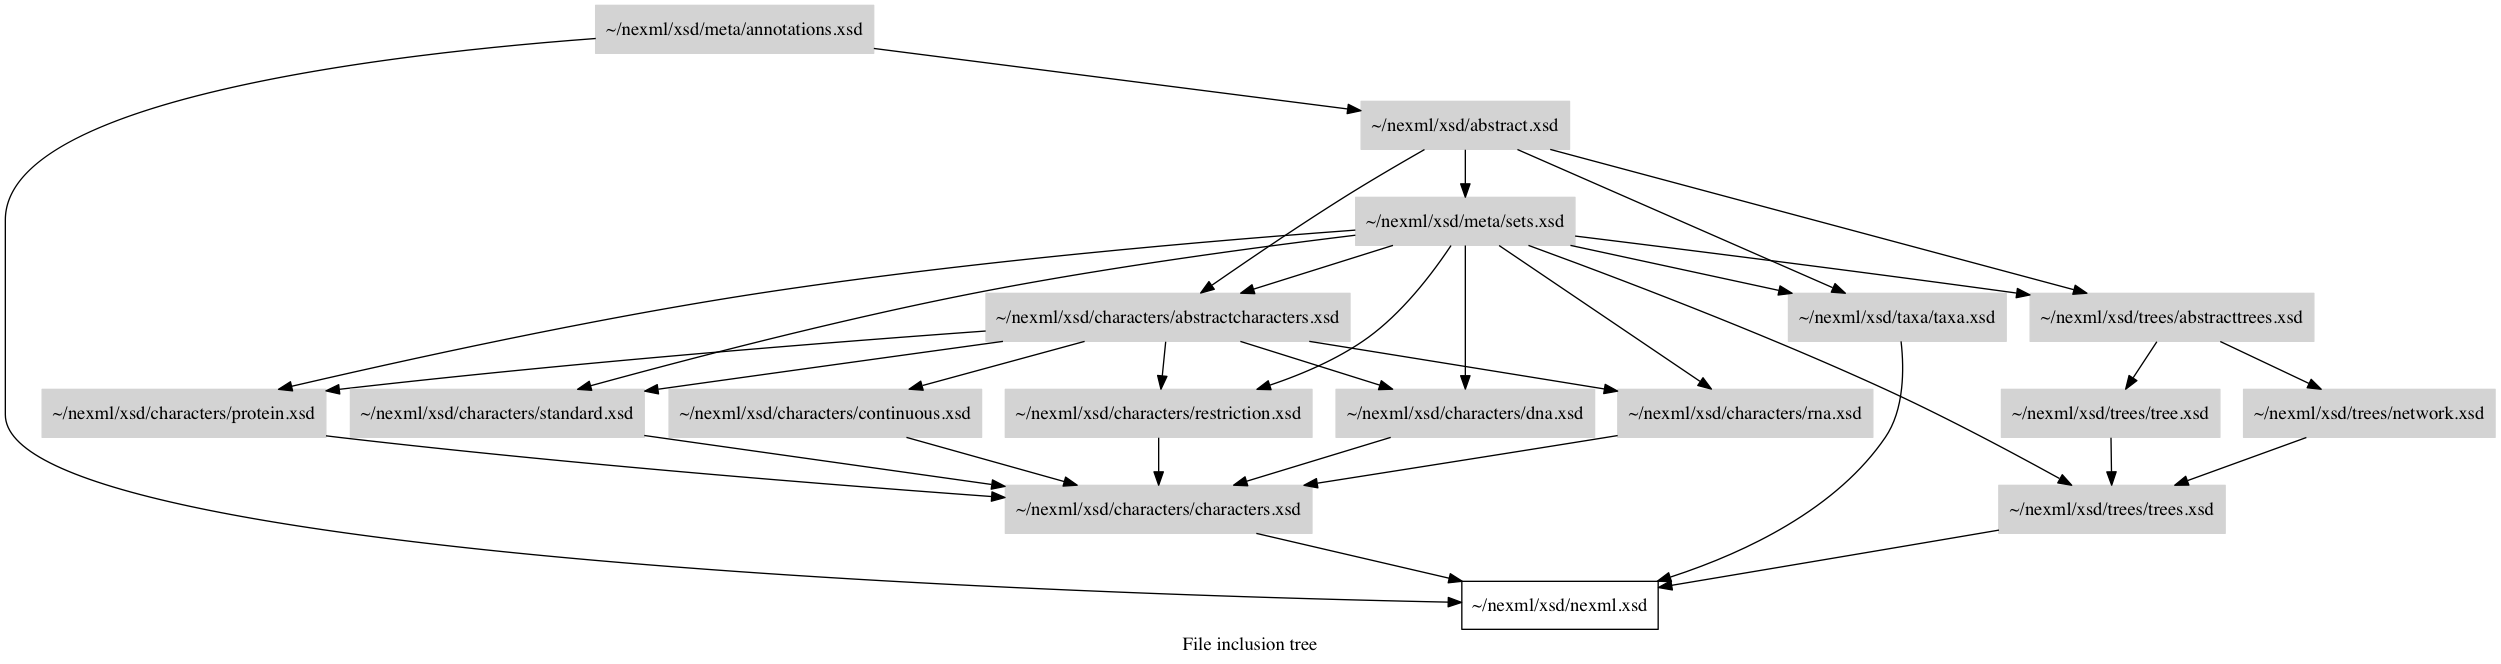 ~/nexml/xsd/meta/annotations.xsd
~/nexml/xsd/abstract.xsd
~/nexml/xsd/meta/sets.xsd
~/nexml/xsd/characters/abstractcharacters.xsd
~/nexml/xsd/taxa/taxa.xsd
~/nexml/xsd/trees/abstracttrees.xsd
~/nexml/xsd/characters/protein.xsd
~/nexml/xsd/characters/standard.xsd
~/nexml/xsd/characters/continuous.xsd
~/nexml/xsd/characters/restriction.xsd
~/nexml/xsd/characters/dna.xsd
~/nexml/xsd/characters/rna.xsd
~/nexml/xsd/trees/tree.xsd
~/nexml/xsd/trees/network.xsd
~/nexml/xsd/characters/characters.xsd
~/nexml/xsd/trees/trees.xsd
~/nexml/xsd/nexml.xsd
File inclusion tree